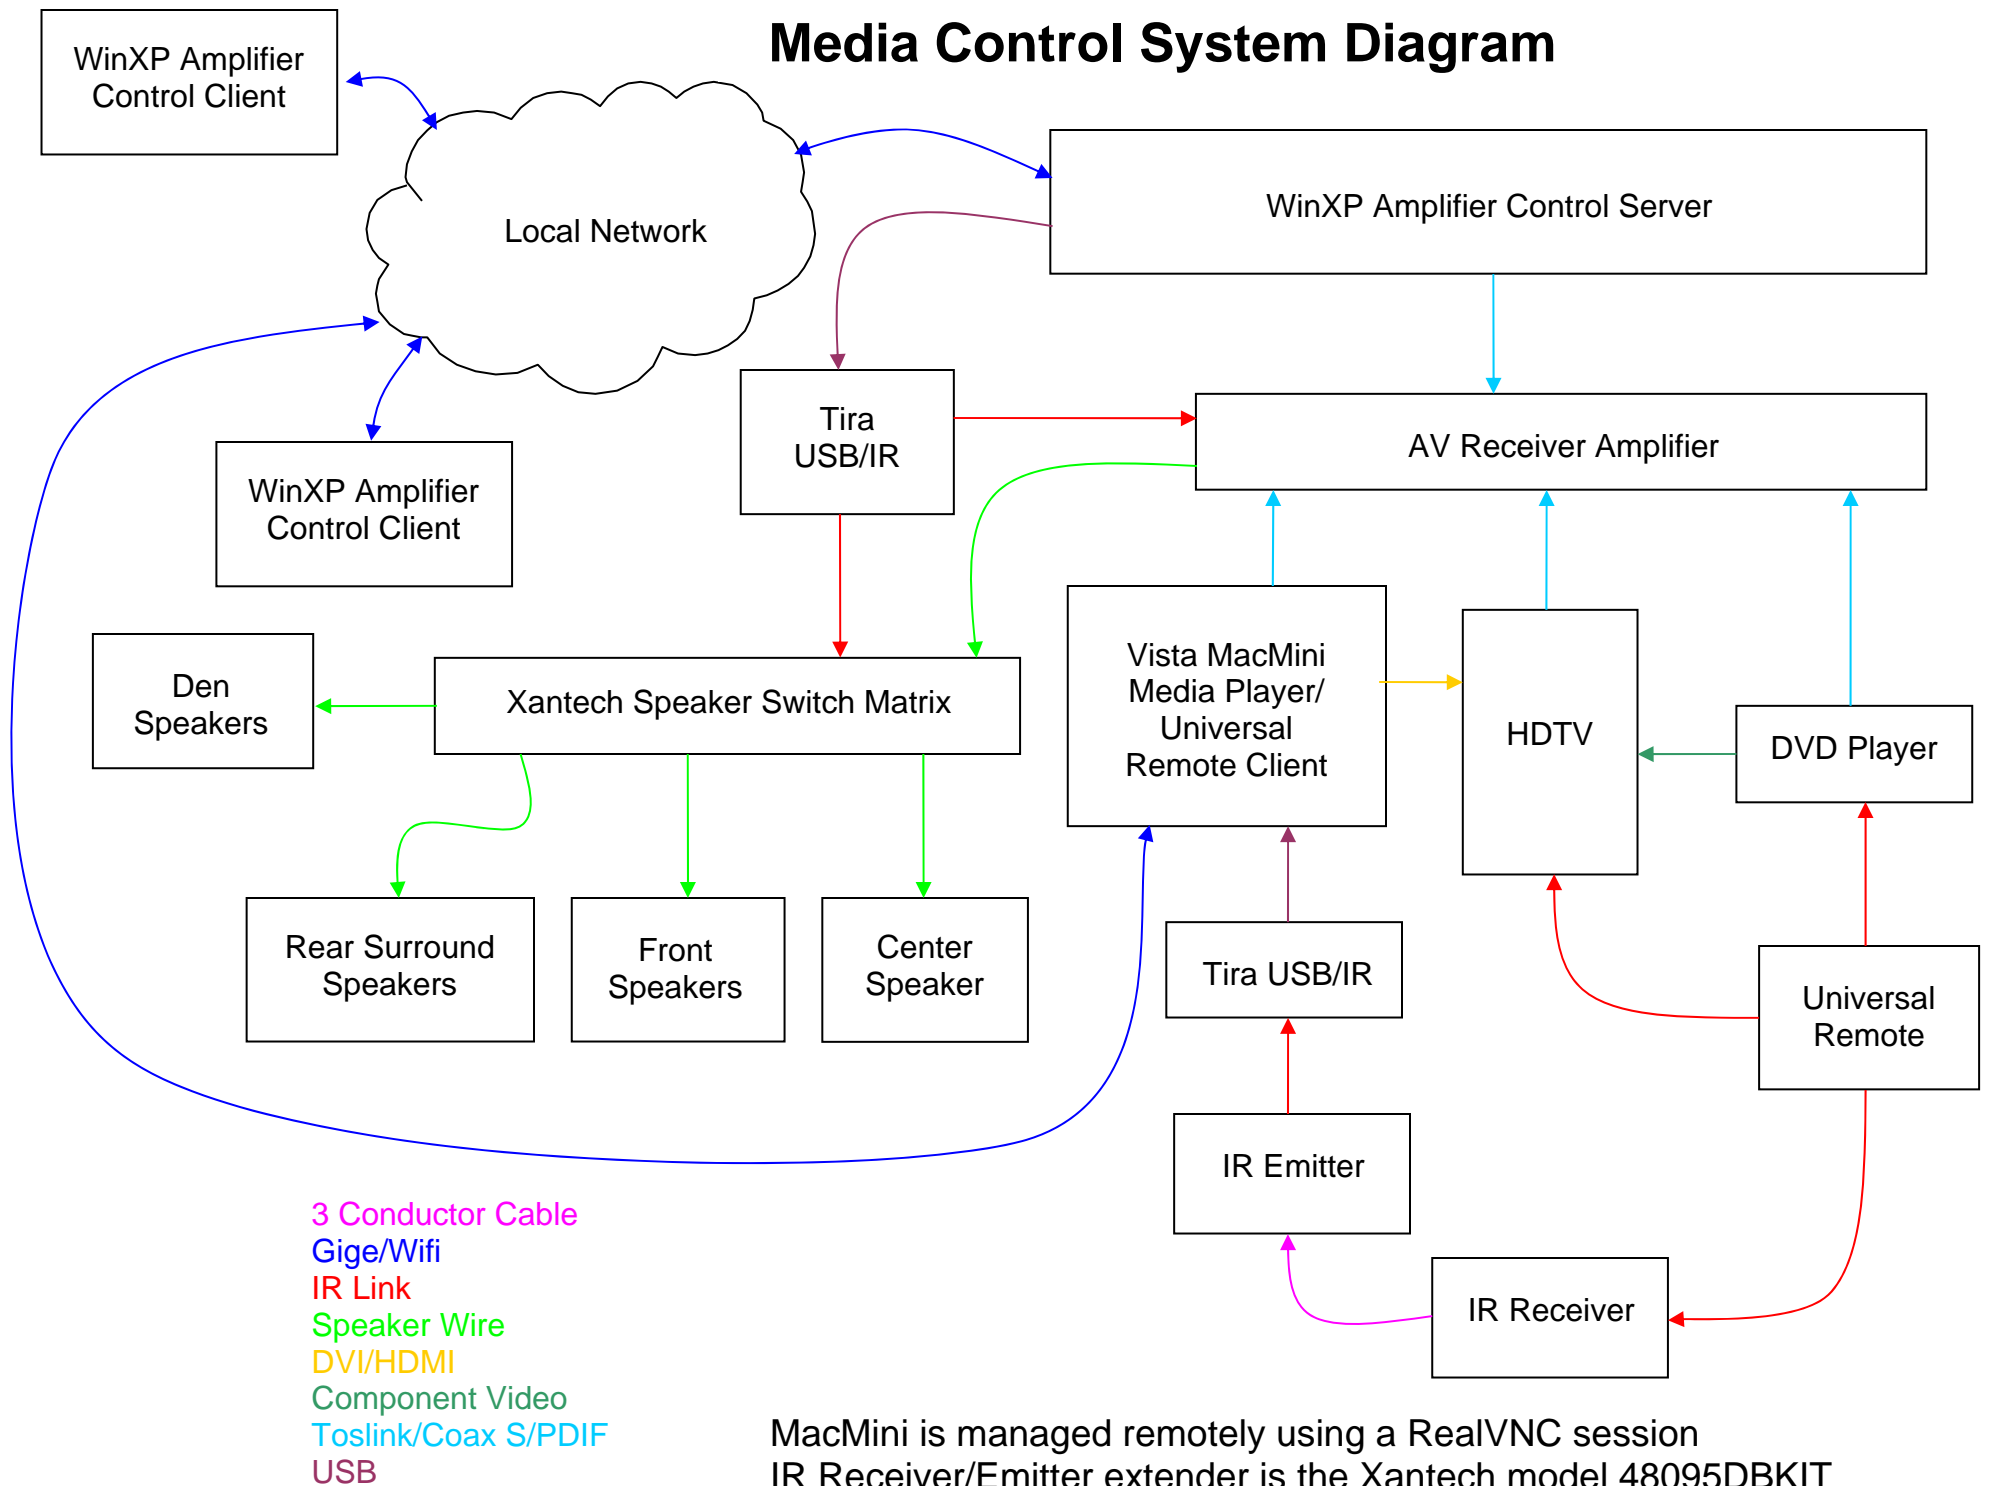 Media Control System Diagram
WinXP Amplifier
Control Client
Local Network
WinXP Amplifier Control Server
Tira
USB/IR
AV Receiver Amplifier
WinXP Amplifier
Control Client
Den
Speakers
Xantech Speaker Switch Matrix
Vista MacMini
Media Player/
Universal
Remote Client
HDTV
DVD Player
Rear Surround
Speakers
Front
Speakers
Center
Speaker
Tira USB/IR
Universal
Remote
IR Emitter
IR Receiver
3 Conductor Cable
Gige/Wifi
IR Link
Speaker Wire
DVI/HDMI
Component Video
Toslink/Coax S/PDIF
USB
MacMini is managed remotely using a RealVNC session
IR Receiver/Emitter extender is the Xantech model 48095DBKIT